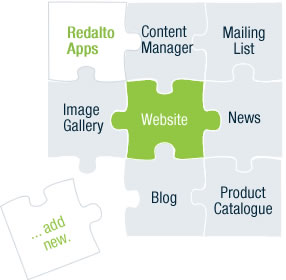 Redalto
Apps
Content
Manager
Mailing
List
Image
Gallery
Website
News
Blog
Product
Catalogue
... add
new.